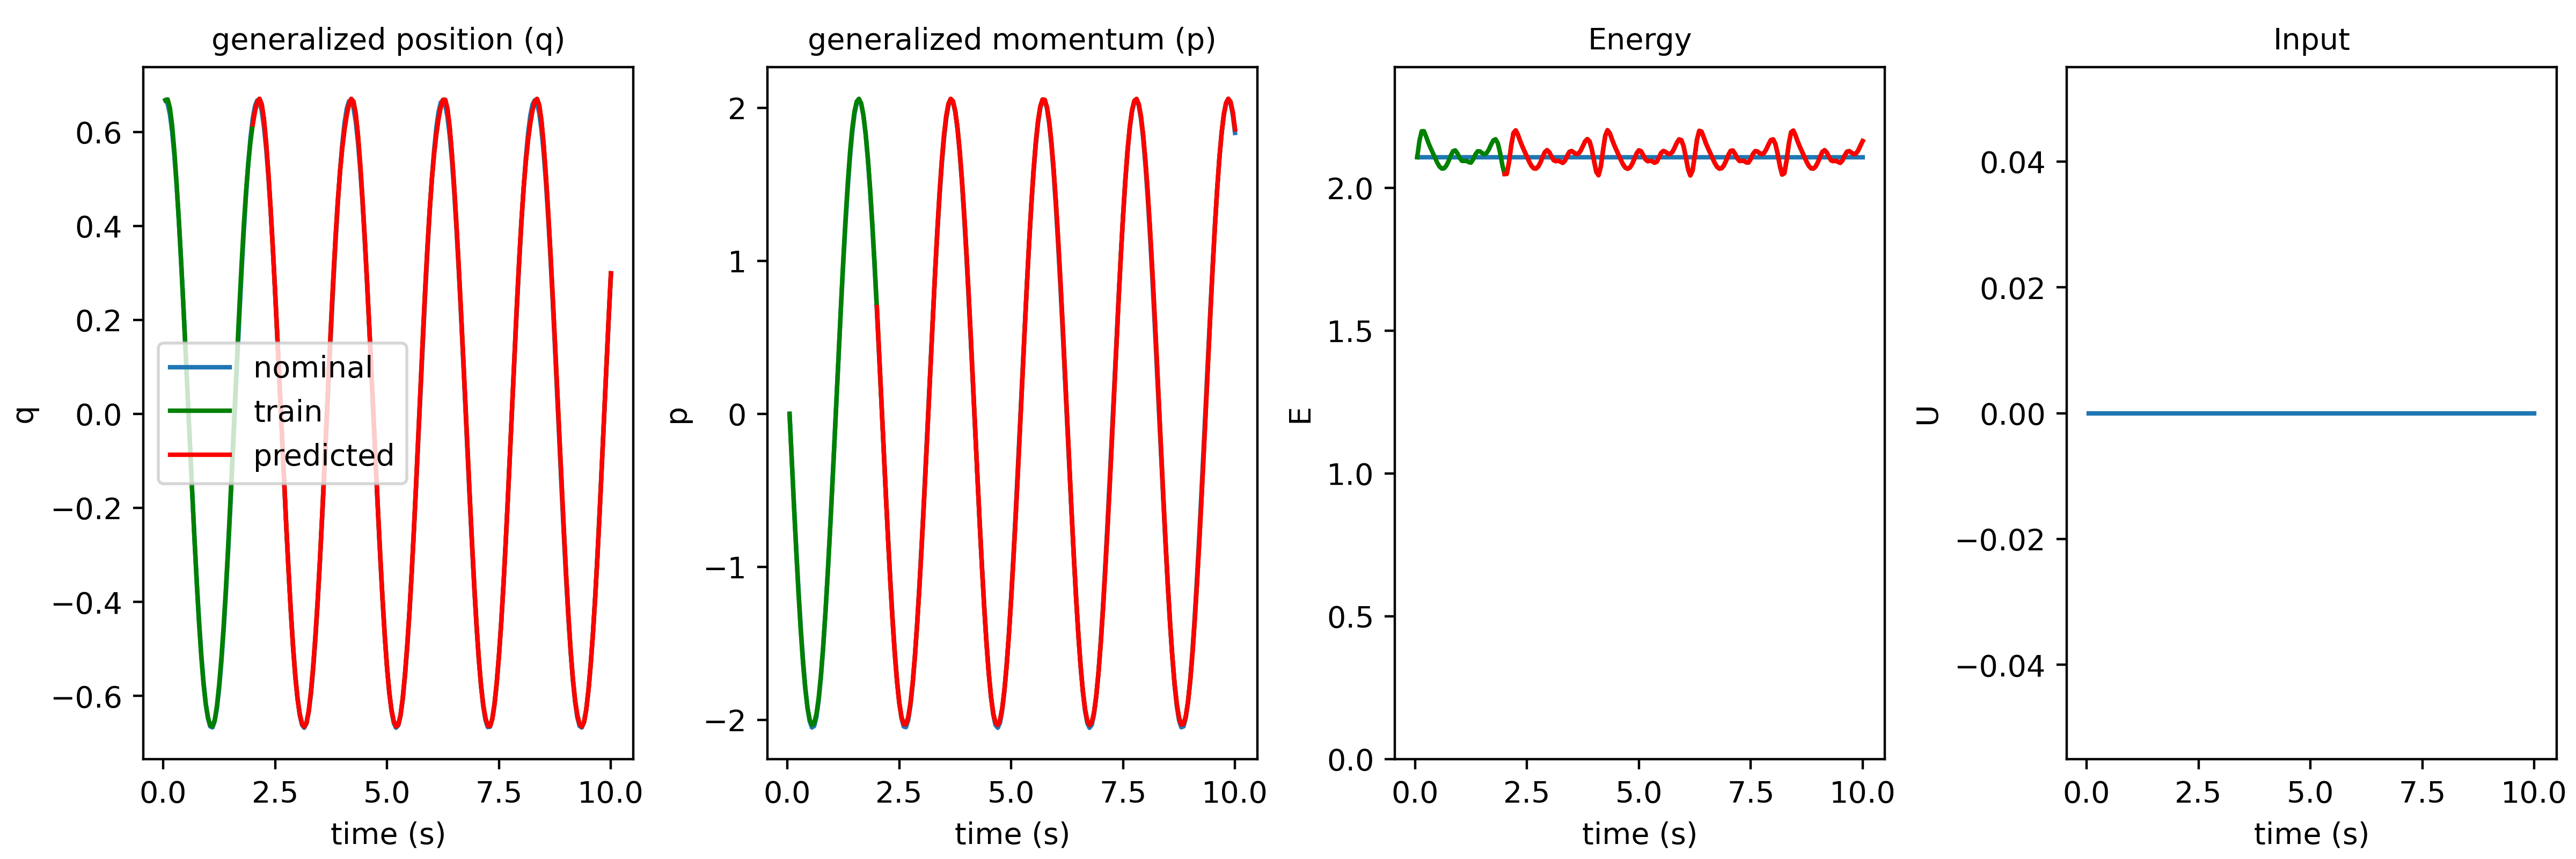 generalized position (q)
q
0.6
0.4
0.2
0.0
−0.2
−0.4
−0.6
nominal
train
predicted
0.0 2.5 5.0 7.5 10.0
time (s)
generalized momentum (p)
p
2
1
0
−1
−2
0.0 2.5 5.0 7.5 10.0
time (s)
Energy
E
2.0
1.5
1.0
0.5
0.0
0.0 2.5 5.0 7.5 10.0
time (s)
Input
U
0.04
0.02
0.00
−0.02
−0.04
0.0 2.5 5.0 7.5 10.0
time (s)